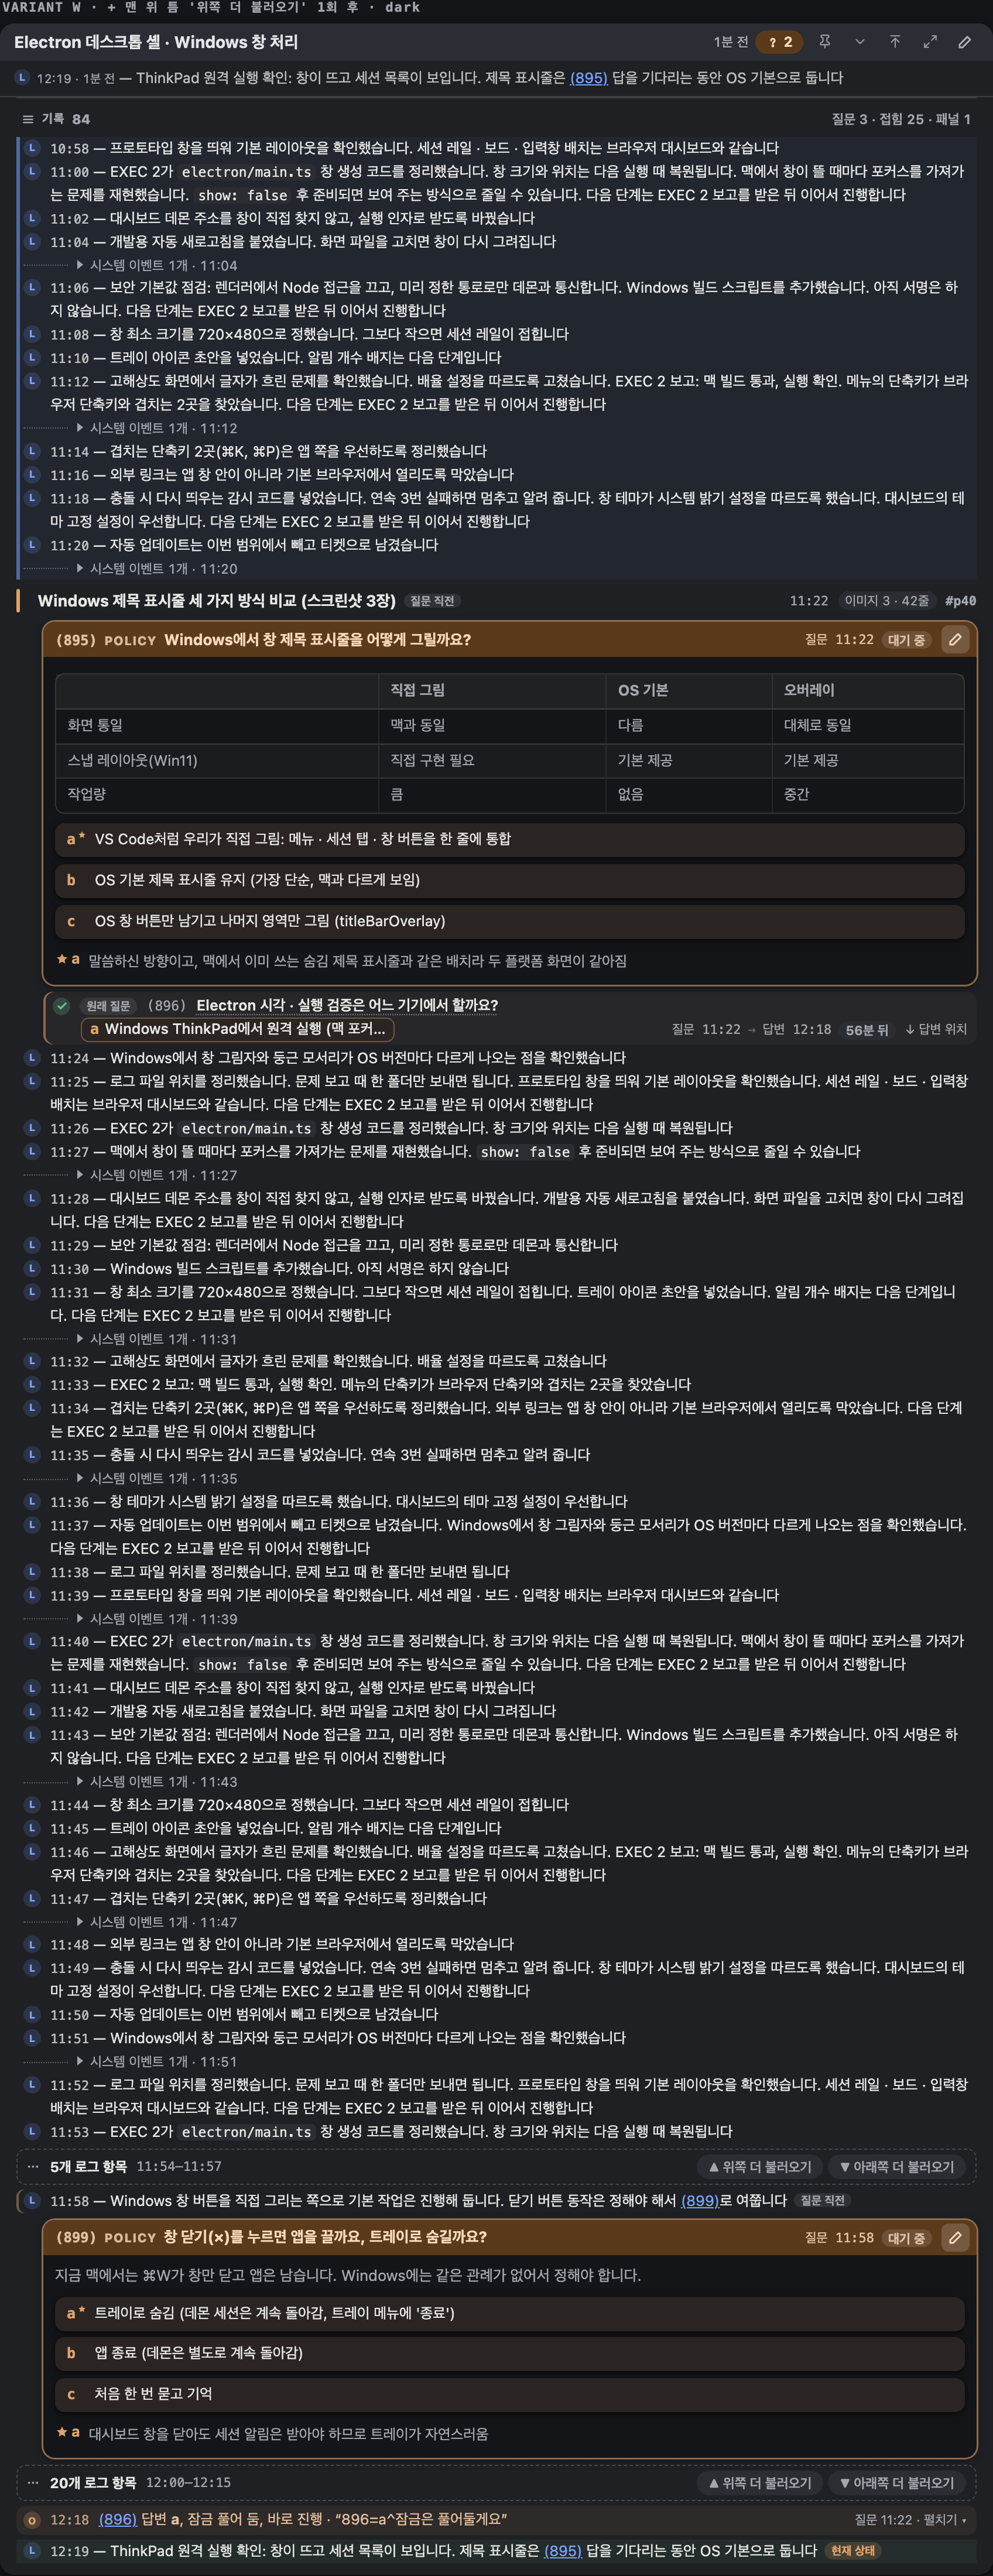 VARIANT W · + 맨 위 틈 '위쪽 더 불러오기' 1회 후 · dark
Electron 데스크톱 셸 · Windows 창 처리 1분 전 ? 2
L 12:19 · 1분 전 — ThinkPad 원격 실행 확인: 창이 뜨고 세션 목록이 보입니다. 제목 표시줄은 (895) 답을 기다리는 동안 OS 기본으로 둡니다
기록 84 질문 3 · 접힘 25 · 패널 1
L 10:58 — 프로토타입 창을 띄워 기본 레이아웃을 확인했습니다. 세션 레일 · 보드 · 입력창 배치는 브라우저 대시보드와 같습니다
L 11:00 — EXEC 2가 electron/main.ts 창 생성 코드를 정리했습니다. 창 크기와 위치는 다음 실행 때 복원됩니다. 맥에서 창이 뜰 때마다 포커스를 가져가
는 문제를 재현했습니다. show: false 후 준비되면 보여 주는 방식으로 줄일 수 있습니다. 다음 단계는 EXEC 2 보고를 받은 뒤 이어서 진행합니다
L 11:02 — 대시보드 데몬 주소를 창이 직접 찾지 않고, 실행 인자로 받도록 바꿨습니다
L 11:04 — 개발용 자동 새로고침을 붙였습니다. 화면 파일을 고치면 창이 다시 그려집니다
▶ 시스템 이벤트 1개 · 11:04
L 11:06 — 보안 기본값 점검: 렌더러에서 Node 접근을 끄고, 미리 정한 통로로만 데몬과 통신합니다. Windows 빌드 스크립트를 추가했습니다. 아직 서명은 하
지 않습니다. 다음 단계는 EXEC 2 보고를 받은 뒤 이어서 진행합니다
L 11:08 — 창 최소 크기를 720×480으로 정했습니다. 그보다 작으면 세션 레일이 접힙니다
L 11:10 — 트레이 아이콘 초안을 넣었습니다. 알림 개수 배지는 다음 단계입니다
L 11:12 — 고해상도 화면에서 글자가 흐린 문제를 확인했습니다. 배율 설정을 따르도록 고쳤습니다. EXEC 2 보고: 맥 빌드 통과, 실행 확인. 메뉴의 단축키가 브라
우저 단축키와 겹치는 2곳을 찾았습니다. 다음 단계는 EXEC 2 보고를 받은 뒤 이어서 진행합니다
▶ 시스템 이벤트 1개 · 11:12
L 11:14 — 겹치는 단축키 2곳(⌘K, ⌘P)은 앱 쪽을 우선하도록 정리했습니다
L 11:16 — 외부 링크는 앱 창 안이 아니라 기본 브라우저에서 열리도록 막았습니다
L 11:18 — 충돌 시 다시 띄우는 감시 코드를 넣었습니다. 연속 3번 실패하면 멈추고 알려 줍니다. 창 테마가 시스템 밝기 설정을 따르도록 했습니다. 대시보드의 테
마 고정 설정이 우선합니다. 다음 단계는 EXEC 2 보고를 받은 뒤 이어서 진행합니다
L 11:20 — 자동 업데이트는 이번 범위에서 빼고 티켓으로 남겼습니다
▶ 시스템 이벤트 1개 · 11:20
Windows 제목 표시줄 세 가지 방식 비교 (스크린샷 3장) 질문 직전 11:22 이미지 3 · 42줄 #p40
(895) POLICY Windows에서 창 제목 표시줄을 어떻게 그릴까요? 질문 11:22 대기 중
직접 그림 OS 기본 오버레이
화면 통일 맥과 동일 다름 대체로 동일
스냅 레이아웃(Win11) 직접 구현 필요 기본 제공 기본 제공
작업량 큼 없음 중간
a★ VS Code처럼 우리가 직접 그림: 메뉴 · 세션 탭 · 창 버튼을 한 줄에 통합
b OS 기본 제목 표시줄 유지 (가장 단순, 맥과 다르게 보임)
c OS 창 버튼만 남기고 나머지 영역만 그림 (titleBarOverlay)
★ a 말씀하신 방향이고, 맥에서 이미 쓰는 숨김 제목 표시줄과 같은 배치라 두 플랫폼 화면이 같아짐
✓ 원래 질문 (896) Electron 시각 · 실행 검증은 어느 기기에서 할까요?
a Windows ThinkPad에서 원격 실행 (맥 포커... 질문 11:22 → 답변 12:18 56분 뒤 ↓ 답변 위치
L 11:24 — Windows에서 창 그림자와 둥근 모서리가 OS 버전마다 다르게 나오는 점을 확인했습니다
L 11:25 — 로그 파일 위치를 정리했습니다. 문제 보고 때 한 폴더만 보내면 됩니다. 프로토타입 창을 띄워 기본 레이아웃을 확인했습니다. 세션 레일 · 보드 · 입력창
배치는 브라우저 대시보드와 같습니다. 다음 단계는 EXEC 2 보고를 받은 뒤 이어서 진행합니다
L 11:26 — EXEC 2가 electron/main.ts 창 생성 코드를 정리했습니다. 창 크기와 위치는 다음 실행 때 복원됩니다
L 11:27 — 맥에서 창이 뜰 때마다 포커스를 가져가는 문제를 재현했습니다. show: false 후 준비되면 보여 주는 방식으로 줄일 수 있습니다
▶ 시스템 이벤트 1개 · 11:27
L 11:28 — 대시보드 데몬 주소를 창이 직접 찾지 않고, 실행 인자로 받도록 바꿨습니다. 개발용 자동 새로고침을 붙였습니다. 화면 파일을 고치면 창이 다시 그려집
니다. 다음 단계는 EXEC 2 보고를 받은 뒤 이어서 진행합니다
L 11:29 — 보안 기본값 점검: 렌더러에서 Node 접근을 끄고, 미리 정한 통로로만 데몬과 통신합니다
L 11:30 — Windows 빌드 스크립트를 추가했습니다. 아직 서명은 하지 않습니다
L 11:31 — 창 최소 크기를 720×480으로 정했습니다. 그보다 작으면 세션 레일이 접힙니다. 트레이 아이콘 초안을 넣었습니다. 알림 개수 배지는 다음 단계입니
다. 다음 단계는 EXEC 2 보고를 받은 뒤 이어서 진행합니다
▶ 시스템 이벤트 1개 · 11:31
L 11:32 — 고해상도 화면에서 글자가 흐린 문제를 확인했습니다. 배율 설정을 따르도록 고쳤습니다
L 11:33 — EXEC 2 보고: 맥 빌드 통과, 실행 확인. 메뉴의 단축키가 브라우저 단축키와 겹치는 2곳을 찾았습니다
L 11:34 — 겹치는 단축키 2곳(⌘K, ⌘P)은 앱 쪽을 우선하도록 정리했습니다. 외부 링크는 앱 창 안이 아니라 기본 브라우저에서 열리도록 막았습니다. 다음 단계
는 EXEC 2 보고를 받은 뒤 이어서 진행합니다
L 11:35 — 충돌 시 다시 띄우는 감시 코드를 넣었습니다. 연속 3번 실패하면 멈추고 알려 줍니다
▶ 시스템 이벤트 1개 · 11:35
L 11:36 — 창 테마가 시스템 밝기 설정을 따르도록 했습니다. 대시보드의 테마 고정 설정이 우선합니다
L 11:37 — 자동 업데이트는 이번 범위에서 빼고 티켓으로 남겼습니다. Windows에서 창 그림자와 둥근 모서리가 OS 버전마다 다르게 나오는 점을 확인했습니다.
다음 단계는 EXEC 2 보고를 받은 뒤 이어서 진행합니다
L 11:38 — 로그 파일 위치를 정리했습니다. 문제 보고 때 한 폴더만 보내면 됩니다
L 11:39 — 프로토타입 창을 띄워 기본 레이아웃을 확인했습니다. 세션 레일 · 보드 · 입력창 배치는 브라우저 대시보드와 같습니다
▶ 시스템 이벤트 1개 · 11:39
L 11:40 — EXEC 2가 electron/main.ts 창 생성 코드를 정리했습니다. 창 크기와 위치는 다음 실행 때 복원됩니다. 맥에서 창이 뜰 때마다 포커스를 가져가
는 문제를 재현했습니다. show: false 후 준비되면 보여 주는 방식으로 줄일 수 있습니다. 다음 단계는 EXEC 2 보고를 받은 뒤 이어서 진행합니다
L 11:41 — 대시보드 데몬 주소를 창이 직접 찾지 않고, 실행 인자로 받도록 바꿨습니다
L 11:42 — 개발용 자동 새로고침을 붙였습니다. 화면 파일을 고치면 창이 다시 그려집니다
L 11:43 — 보안 기본값 점검: 렌더러에서 Node 접근을 끄고, 미리 정한 통로로만 데몬과 통신합니다. Windows 빌드 스크립트를 추가했습니다. 아직 서명은 하
지 않습니다. 다음 단계는 EXEC 2 보고를 받은 뒤 이어서 진행합니다
▶ 시스템 이벤트 1개 · 11:43
L 11:44 — 창 최소 크기를 720×480으로 정했습니다. 그보다 작으면 세션 레일이 접힙니다
L 11:45 — 트레이 아이콘 초안을 넣었습니다. 알림 개수 배지는 다음 단계입니다
L 11:46 — 고해상도 화면에서 글자가 흐린 문제를 확인했습니다. 배율 설정을 따르도록 고쳤습니다. EXEC 2 보고: 맥 빌드 통과, 실행 확인. 메뉴의 단축키가 브라
우저 단축키와 겹치는 2곳을 찾았습니다. 다음 단계는 EXEC 2 보고를 받은 뒤 이어서 진행합니다
L 11:47 — 겹치는 단축키 2곳(⌘K, ⌘P)은 앱 쪽을 우선하도록 정리했습니다
▶ 시스템 이벤트 1개 · 11:47
L 11:48 — 외부 링크는 앱 창 안이 아니라 기본 브라우저에서 열리도록 막았습니다
L 11:49 — 충돌 시 다시 띄우는 감시 코드를 넣었습니다. 연속 3번 실패하면 멈추고 알려 줍니다. 창 테마가 시스템 밝기 설정을 따르도록 했습니다. 대시보드의 테
마 고정 설정이 우선합니다. 다음 단계는 EXEC 2 보고를 받은 뒤 이어서 진행합니다
L 11:50 — 자동 업데이트는 이번 범위에서 빼고 티켓으로 남겼습니다
L 11:51 — Windows에서 창 그림자와 둥근 모서리가 OS 버전마다 다르게 나오는 점을 확인했습니다
▶ 시스템 이벤트 1개 · 11:51
L 11:52 — 로그 파일 위치를 정리했습니다. 문제 보고 때 한 폴더만 보내면 됩니다. 프로토타입 창을 띄워 기본 레이아웃을 확인했습니다. 세션 레일 · 보드 · 입력창
배치는 브라우저 대시보드와 같습니다. 다음 단계는 EXEC 2 보고를 받은 뒤 이어서 진행합니다
L 11:53 — EXEC 2가 electron/main.ts 창 생성 코드를 정리했습니다. 창 크기와 위치는 다음 실행 때 복원됩니다
⋯ 5개 로그 항목 11:54–11:57 ▲ 위쪽 더 불러오기 ▼ 아래쪽 더 불러오기
L 11:58 — Windows 창 버튼을 직접 그리는 쪽으로 기본 작업은 진행해 둡니다. 닫기 버튼 동작은 정해야 해서 (899)로 여쭙니다 질문 직전
(899) POLICY 창 닫기(×)를 누르면 앱을 끌까요, 트레이로 숨길까요? 질문 11:58 대기 중
지금 맥에서는 ⌘W가 창만 닫고 앱은 남습니다. Windows에는 같은 관례가 없어서 정해야 합니다.
a★ 트레이로 숨김 (데몬 세션은 계속 돌아감, 트레이 메뉴에 '종료')
b 앱 종료 (데몬은 별도로 계속 돌아감)
c 처음 한 번 묻고 기억
★ a 대시보드 창을 닫아도 세션 알림은 받아야 하므로 트레이가 자연스러움
⋯ 20개 로그 항목 12:00–12:15 ▲ 위쪽 더 불러오기 ▼ 아래쪽 더 불러오기
O 12:18 (896) 답변 a, 잠금 풀어 둠, 바로 진행 · “896=a^잠금은 풀어둘게요” 질문 11:22 · 펼치기 ▾
L 12:19 — ThinkPad 원격 실행 확인: 창이 뜨고 세션 목록이 보입니다. 제목 표시줄은 (895) 답을 기다리는 동안 OS 기본으로 둡니다 현재 상태